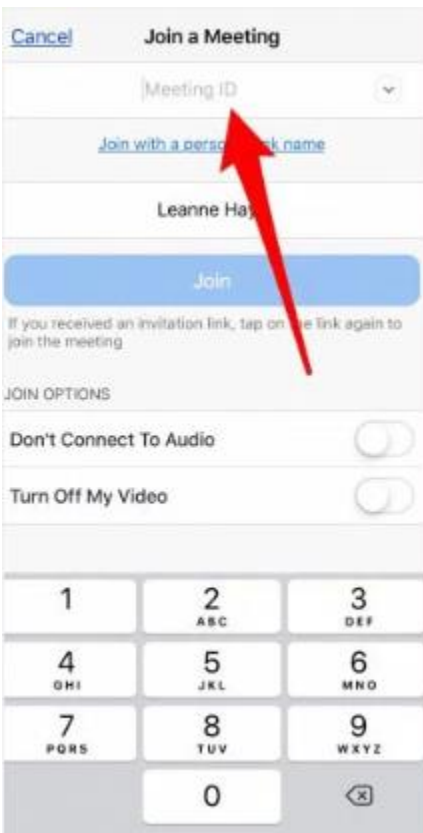 Cancel Join a Meeting
Meeting ID
Join with a name
Leanne
Join
If you received an invitation link, tap on the link again to
join the meeting
JOIN OPTIONS
Don't Connect To Audio
Turn Off My Video
1 2 3
ABC DEF
4 5 6
GHI JKL MNO
7 8 9
PQRS TUV WXYZ
0